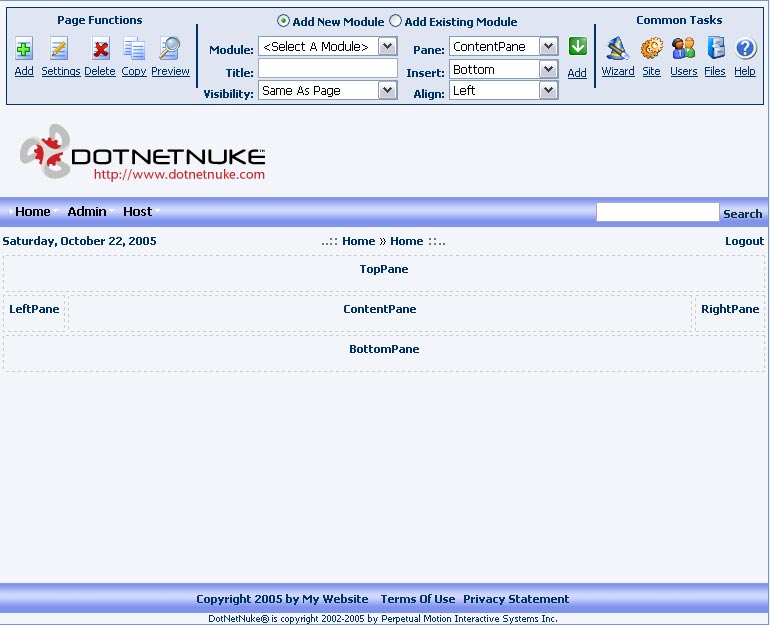 Page Functions
Add Settings Delete Copy Preview
Add New Module Add Existing Module
Module: <Select A Module> Pane: ContentPane
Title: Insert: Bottom
Visibility: Same As Page Align: Left
Add
Common Tasks
Wizard Site Users Files Help
DOTNETNUKE
http://www.dotnetnuke.com
Home Admin Host Search
Saturday, October 22, 2005 ..:: Home » Home ::.. Logout
TopPane
LeftPane ContentPane RightPane
BottomPane
Copyright 2005 by My Website Terms Of Use Privacy Statement
DotNetNuke® is copyright 2002-2005 by Perpetual Motion Interactive Systems Inc.